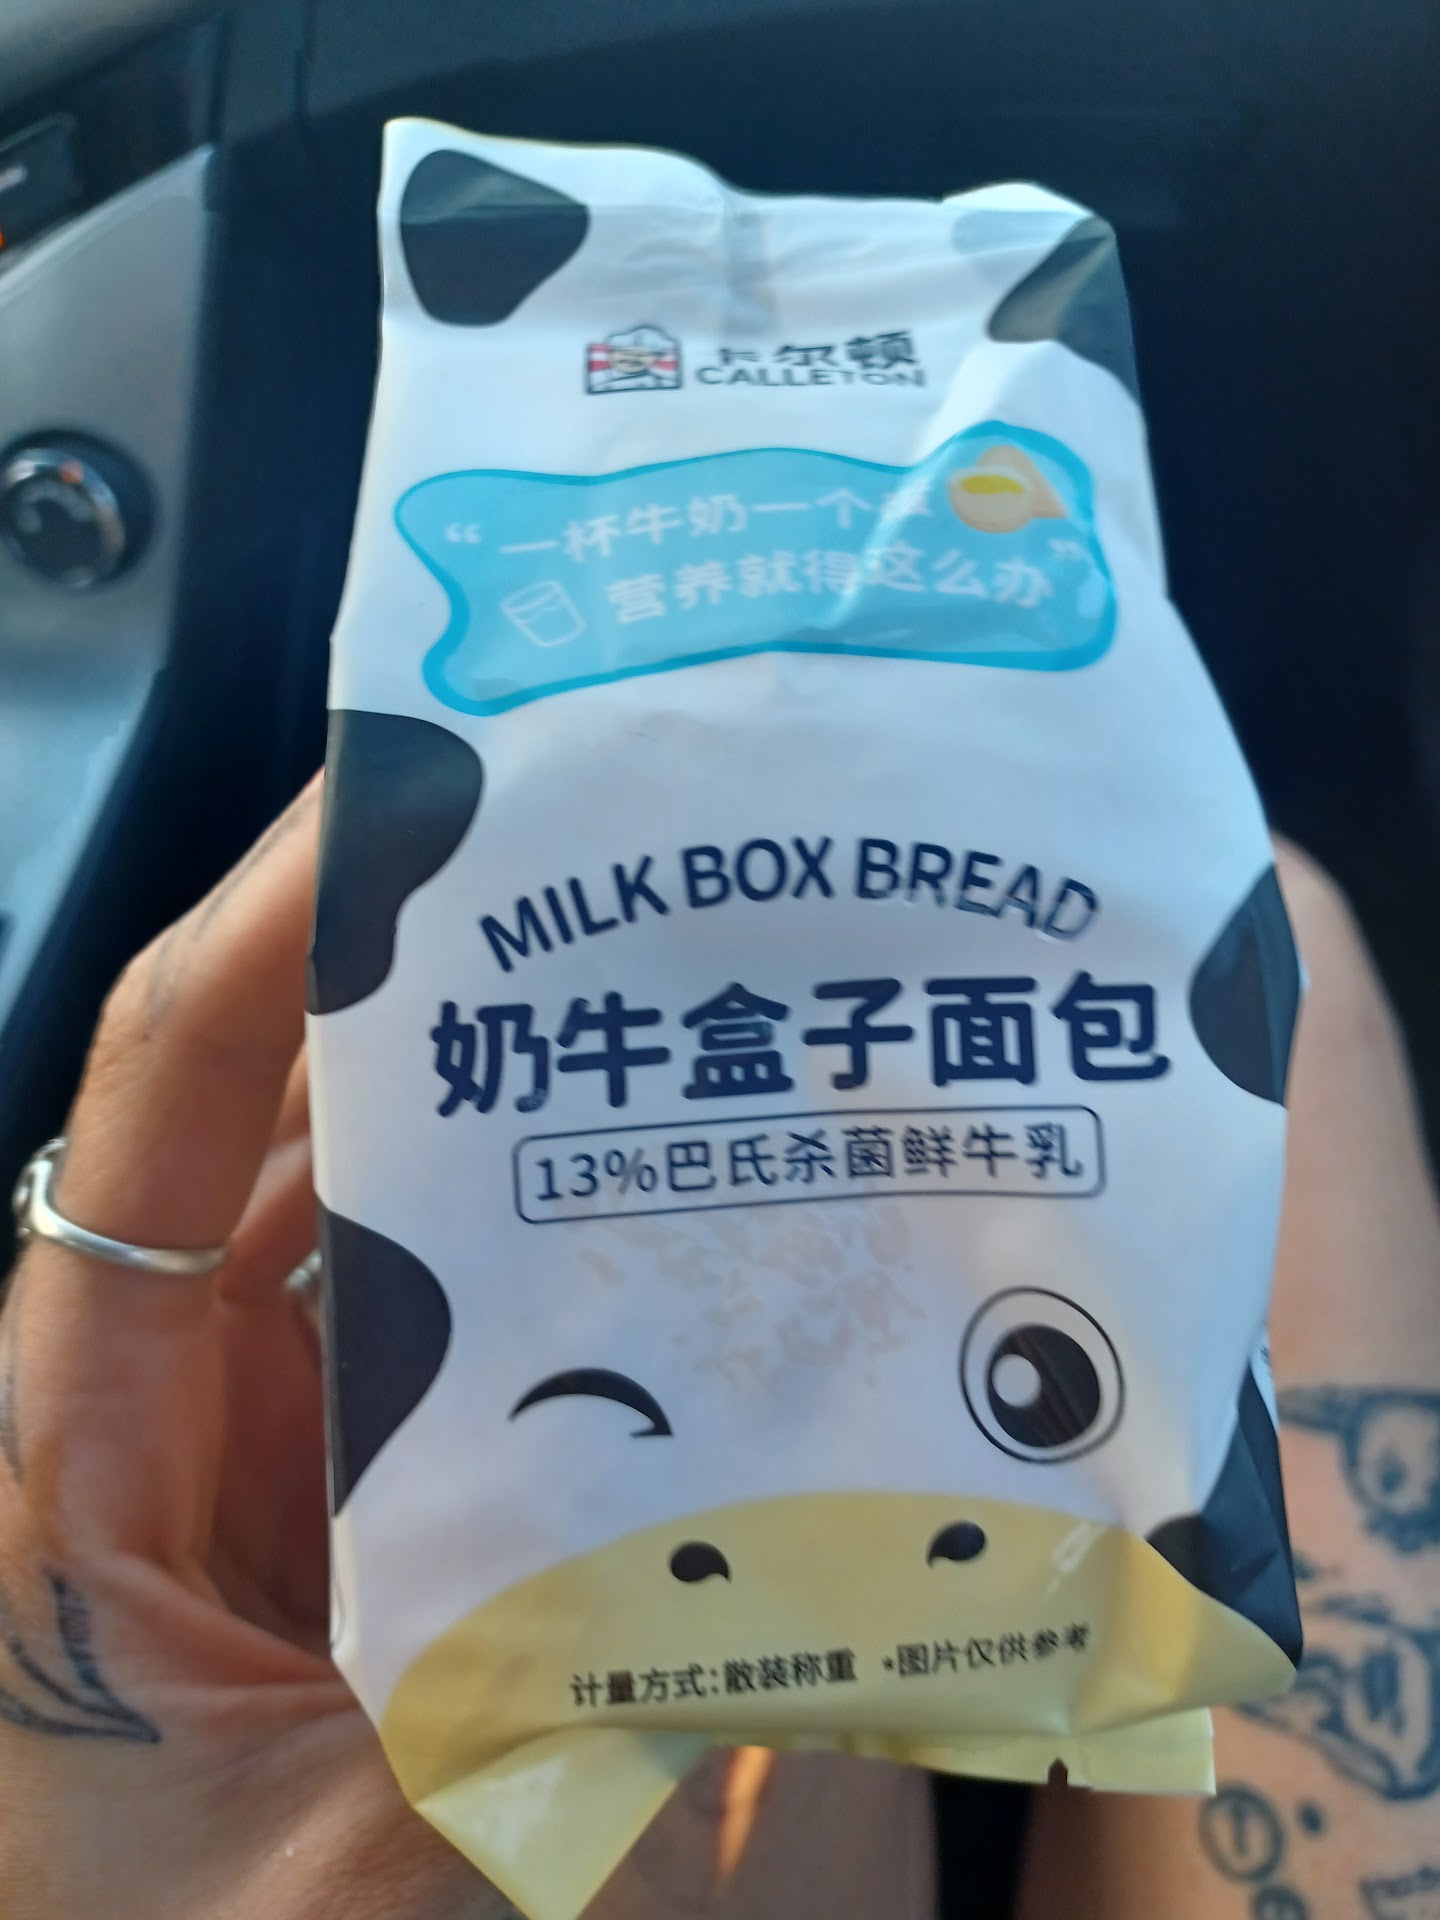 卡尔顿
CALLETON
“一杯牛奶一个蛋
营养就得这么办”
MILK BOX BREAD
奶牛盒子面包
13%巴氏杀菌鲜牛乳
计量方式:散装称重 •图片仅供参考